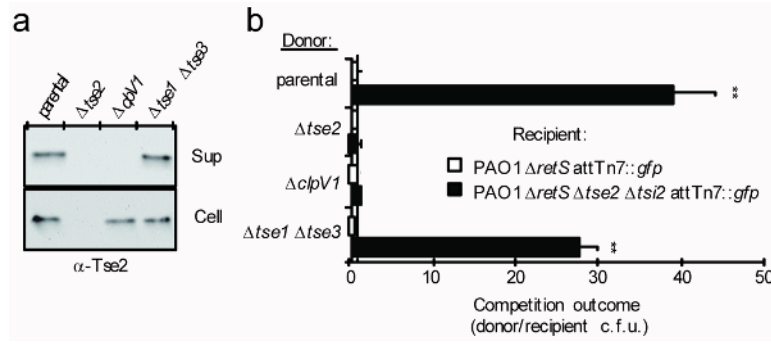 a
parental
Δtse2
ΔclpV1
Δtse1 Δtse3
Sup
Cell
α-Tse2
b
Donor:
parental
Δtse2
ΔclpV1
Δtse1 Δtse3
Recipient:
PAO1 ΔretS attTn7::gfp
PAO1 ΔretS Δtse2 Δtsi2 attTn7::gfp
**
**
0 10 20 30 40 50
Competition outcome
(donor/recipient c.f.u.)